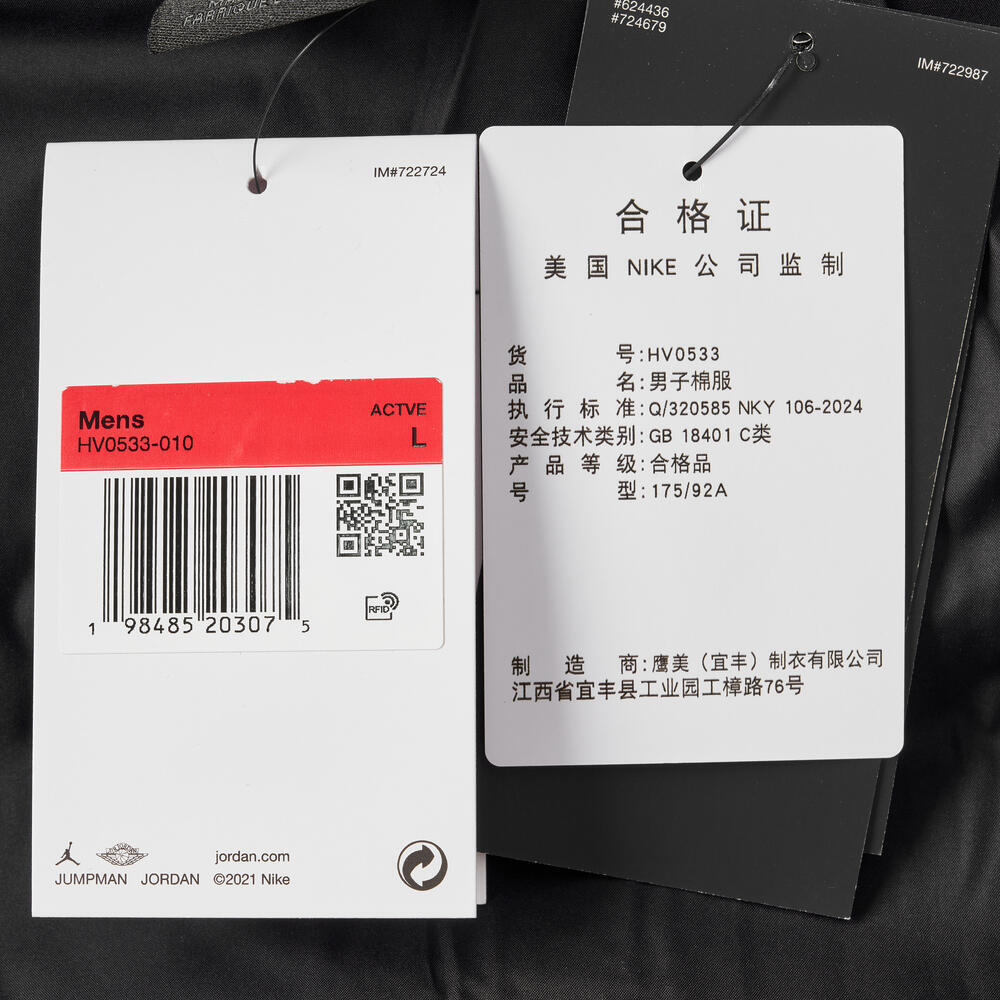 FABRIQUE
#624436
#724679
IM#722987
IM#722724
Mens
HV0533-010
ACTVE
L
RFID
1 98485 20307 5
JUMPMAN JORDAN
jordan.com
©2021 Nike
合格证
美国 NIKE 公司监制
货号:HV0533
品名:男子棉服
执行标准:Q/320585 NKY 106-2024
安全技术类别:GB 18401 C类
产品等级:合格品
号型:175/92A
制造商:鹰美（宜丰）制衣有限公司
江西省宜丰县工业园工樟路76号